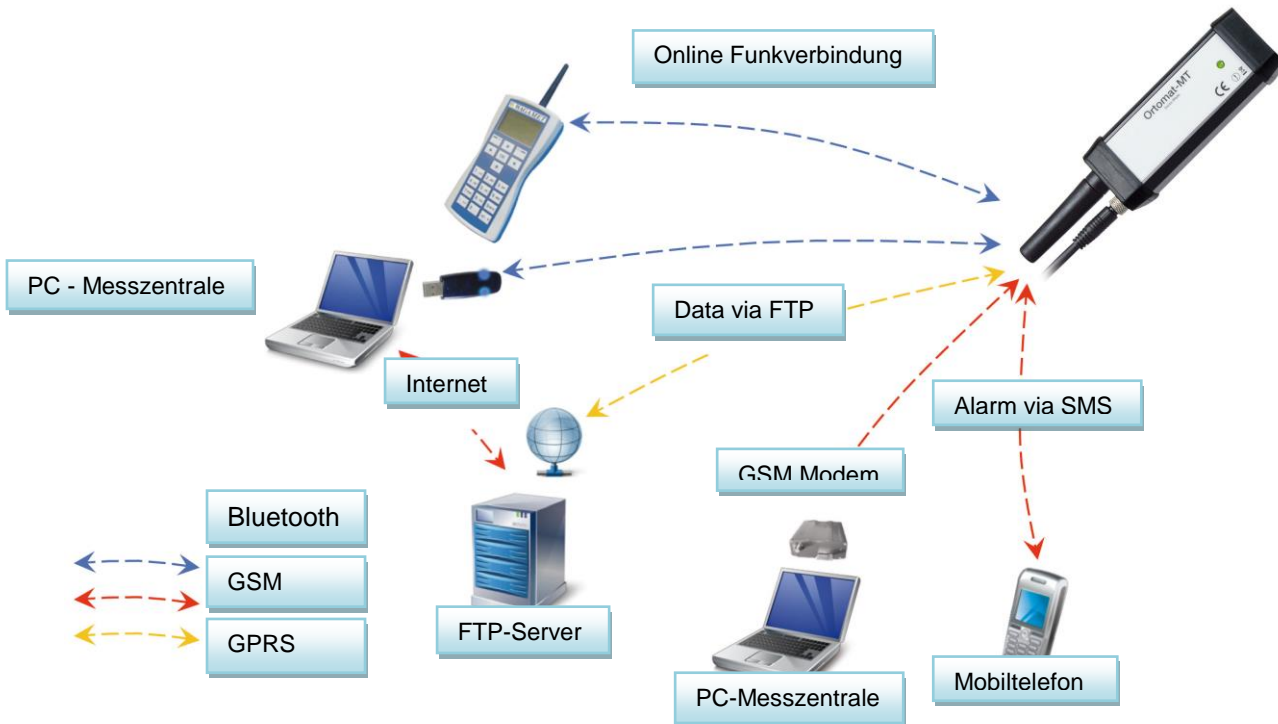 Online Funkverbindung
Ortomat-MT
CE
PC - Messzentrale
Data via FTP
Internet
Alarm via SMS
GSM Modem
Bluetooth
GSM
GPRS
FTP-Server
PC-Messzentrale
Mobiltelefon